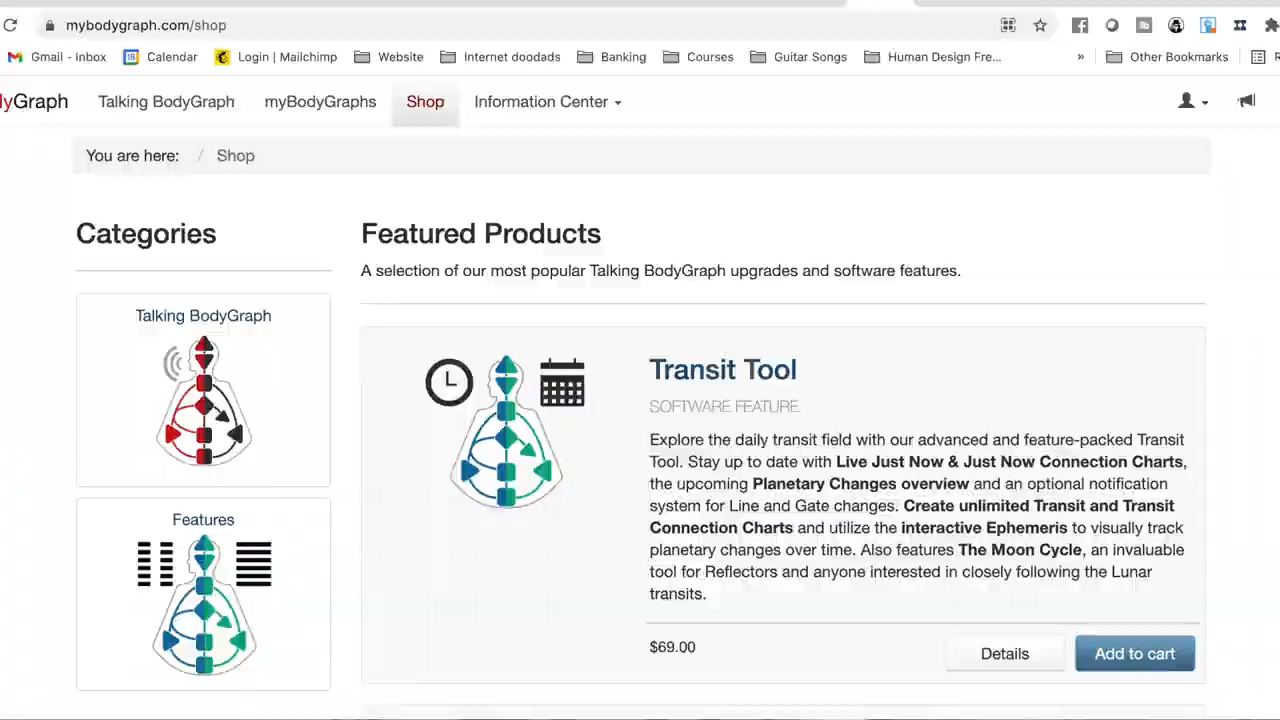 mybodygraph.com/shop
Gmail - Inbox Calendar Login | Mailchimp Website Internet doodads Banking Courses Guitar Songs Human Design Fre... » Other Bookmarks
yGraph Talking BodyGraph myBodyGraphs Shop Information Center
You are here: / Shop
Categories
Talking BodyGraph
Features
Featured Products
A selection of our most popular Talking BodyGraph upgrades and software features.
Transit Tool
SOFTWARE FEATURE
Explore the daily transit field with our advanced and feature-packed Transit
Tool. Stay up to date with Live Just Now & Just Now Connection Charts,
the upcoming Planetary Changes overview and an optional notification
system for Line and Gate changes. Create unlimited Transit and Transit
Connection Charts and utilize the interactive Ephemeris to visually track
planetary changes over time. Also features The Moon Cycle, an invaluable
tool for Reflectors and anyone interested in closely following the Lunar
transits.
$69.00 Details Add to cart